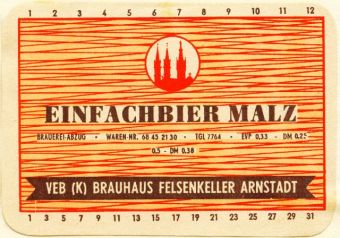 1 2 3 4 5 6 7 8 9 10 11 12
EINFACHBIER MALZ
BRAUEREI-ABZUG · WAREN-NR. 68 45 21 30 · TGL 7764 · EVP 0,33 - DM 0,25
0,5 - DM 0,38
VEB (K) BRAUHAUS FELSENKELLER ARNSTADT
1 3 5 7 9 11 13 15 17 19 21 23 25 27 29 31